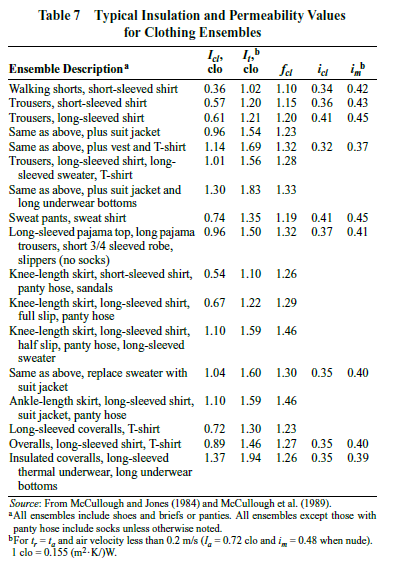 Table 7 Typical Insulation and Permeability Values
for Clothing Ensembles
Ensemble Description^a I_cl, clo I_t,^b clo f_cl i_cl i_m^b
Walking shorts, short-sleeved shirt 0.36 1.02 1.10 0.34 0.42
Trousers, short-sleeved shirt 0.57 1.20 1.15 0.36 0.43
Trousers, long-sleeved shirt 0.61 1.21 1.20 0.41 0.45
Same as above, plus suit jacket 0.96 1.54 1.23
Same as above, plus vest and T-shirt 1.14 1.69 1.32 0.32 0.37
Trousers, long-sleeved shirt, long- 1.01 1.56 1.28
sleeved sweater, T-shirt
Same as above, plus suit jacket and 1.30 1.83 1.33
long underwear bottoms
Sweat pants, sweat shirt 0.74 1.35 1.19 0.41 0.45
Long-sleeved pajama top, long pajama 0.96 1.50 1.32 0.37 0.41
trousers, short 3/4 sleeved robe,
slippers (no socks)
Knee-length skirt, short-sleeved shirt, 0.54 1.10 1.26
panty hose, sandals
Knee-length skirt, long-sleeved shirt, 0.67 1.22 1.29
full slip, panty hose
Knee-length skirt, long-sleeved shirt, 1.10 1.59 1.46
half slip, panty hose, long-sleeved
sweater
Same as above, replace sweater with 1.04 1.60 1.30 0.35 0.40
suit jacket
Ankle-length skirt, long-sleeved shirt, 1.10 1.59 1.46
suit jacket, panty hose
Long-sleeved coveralls, T-shirt 0.72 1.30 1.23
Overalls, long-sleeved shirt, T-shirt 0.89 1.46 1.27 0.35 0.40
Insulated coveralls, long-sleeved 1.37 1.94 1.26 0.35 0.39
thermal underwear, long underwear
bottoms
Source: From McCullough and Jones (1984) and McCullough et al. (1989).
^a All ensembles include shoes and briefs or panties. All ensembles except those with
panty hose include socks unless otherwise noted.
^b For t_r = t_a and air velocity less than 0.2 m/s (I_a = 0.72 clo and i_m = 0.48 when nude).
1 clo = 0.155 (m²·K/)W.